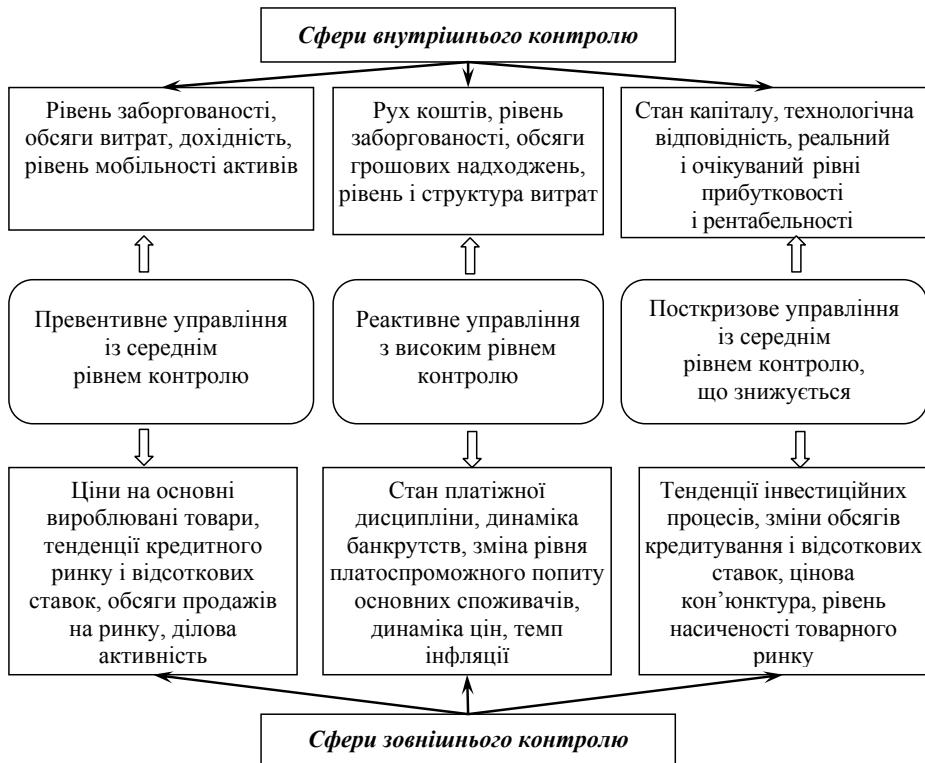 Сфери внутрішнього контролю
Рівень заборгованості,
обсяги витрат, дохідність,
рівень мобільності активів
Рух коштів, рівень
заборгованості, обсяги
грошових надходжень,
рівень і структура витрат
Стан капіталу, технологічна
відповідність, реальний
і очікуваний рівні
прибутковості
і рентабельності
Превентивне управління
із середнім
рівнем контролю
Реактивне управління
з високим рівнем
контролю
Посткризове управління
із середнім
рівнем контролю,
що знижується
Ціни на основні
вироблювані товари,
тенденції кредитного
ринку і відсоткових
ставок, обсяги продажів
на ринку, ділова
активність
Стан платіжної
дисципліни, динаміка
банкрутств, зміна рівня
платоспроможного попиту
основних споживачів,
динаміка цін, темп
інфляції
Тенденції інвестиційних
процесів, зміни обсягів
кредитування і відсоткових
ставок, цінова
кон’юнктура, рівень
насиченості товарного
ринку
Сфери зовнішнього контролю